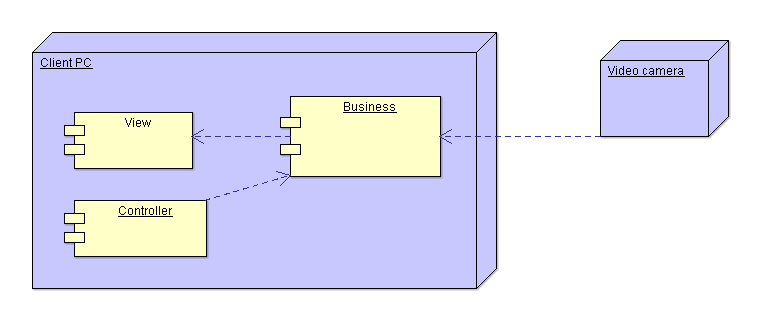 Client PC
Video camera
View
Business
Controller